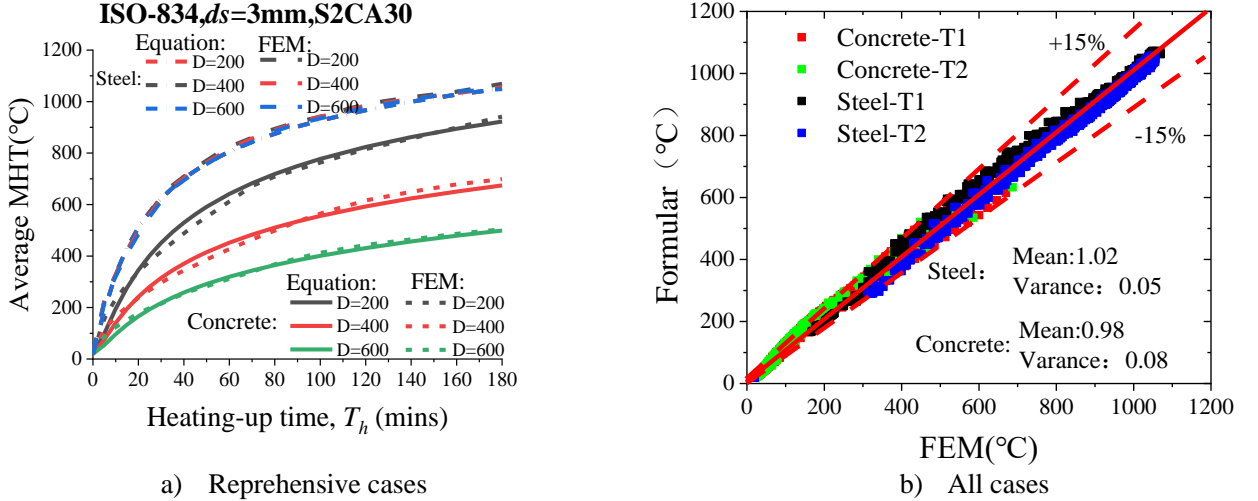 ISO-834,ds=3mm,S2CA30
Equation: FEM:
Steel:
D=200 D=200
D=400 D=400
D=600 D=600
1200
1000
800
600
400
200
0
Average MHT(°C)
Equation: FEM:
Concrete:
D=200 D=200
D=400 D=400
D=600 D=600
0 20 40 60 80 100 120 140 160 180
Heating-up time, T_h (mins)
a) Reprehensive cases
Concrete-T1
Concrete-T2
Steel-T1
Steel-T2
+15%
-15%
1200
1000
800
600
400
200
0
Formular（°C）
Steel： Mean:1.02
Varance：0.05
Concrete: Mean:0.98
Varance：0.08
0 200 400 600 800 1000 1200
FEM(°C)
b) All cases